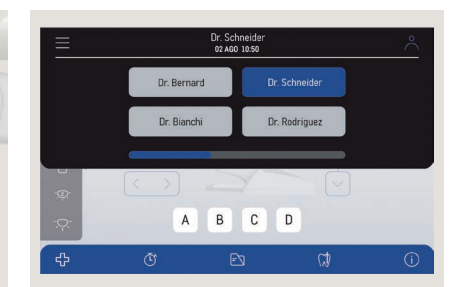 Dr. Schneider
02 AGO 10:50
Dr. Bernard
Dr. Schneider
Dr. Bianchi
Dr. Rodriguez
A B C D